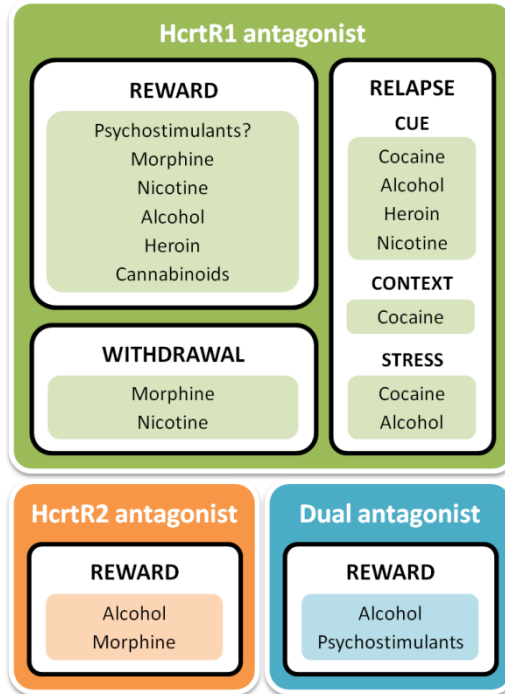 HcrtR1 antagonist
REWARD
Psychostimulants?
Morphine
Nicotine
Alcohol
Heroin
Cannabinoids
WITHDRAWAL
Morphine
Nicotine
RELAPSE
CUE
Cocaine
Alcohol
Heroin
Nicotine
CONTEXT
Cocaine
STRESS
Cocaine
Alcohol
HcrtR2 antagonist
REWARD
Alcohol
Morphine
Dual antagonist
REWARD
Alcohol
Psychostimulants